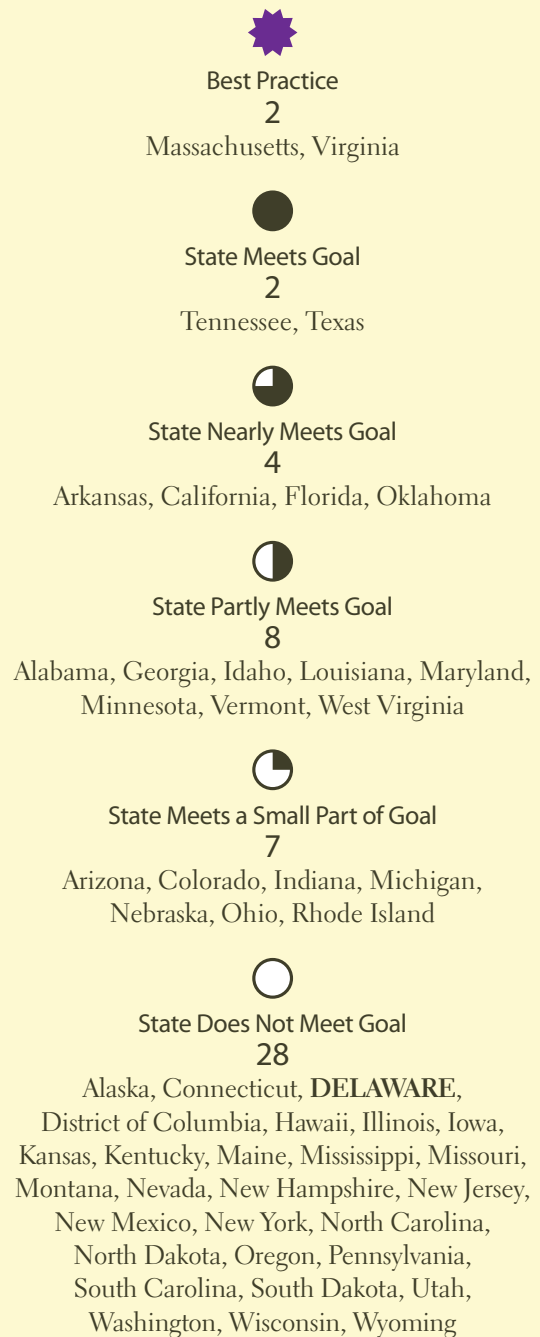 Best Practice
2
Massachusetts, Virginia
State Meets Goal
2
Tennessee, Texas
State Nearly Meets Goal
4
Arkansas, California, Florida, Oklahoma
State Partly Meets Goal
8
Alabama, Georgia, Idaho, Louisiana, Maryland,
Minnesota, Vermont, West Virginia
State Meets a Small Part of Goal
7
Arizona, Colorado, Indiana, Michigan,
Nebraska, Ohio, Rhode Island
State Does Not Meet Goal
28
Alaska, Connecticut, DELAWARE,
District of Columbia, Hawaii, Illinois, Iowa,
Kansas, Kentucky, Maine, Mississippi, Missouri,
Montana, Nevada, New Hampshire, New Jersey,
New Mexico, New York, North Carolina,
North Dakota, Oregon, Pennsylvania,
South Carolina, South Dakota, Utah,
Washington, Wisconsin, Wyoming